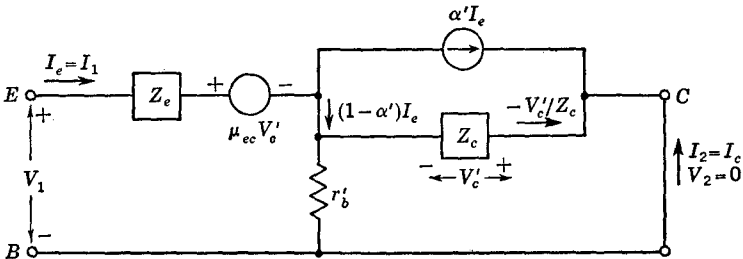 α′I_e
I_e=I_1
E
+
Z_e
+
−
μ_ec V_c′
(1−α′)I_e
−V_c′/Z_c
C
Z_c
−
V_c′
+
V_1
r_b′
I_2=I_c
V_2=0
B
−